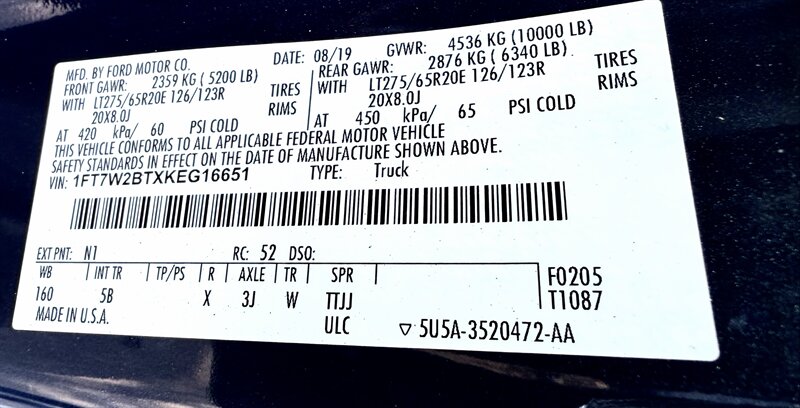 MFD. BY FORD MOTOR CO. DATE: 08/19 GVWR: 4536 KG (10000 LB)
FRONT GAWR: 2359 KG ( 5200 LB) REAR GAWR: 2876 KG ( 6340 LB)
WITH LT275/65R20E 126/123R TIRES WITH LT275/65R20E 126/123R TIRES
20X8.0J RIMS 20X8.0J RIMS
AT 420 kPa/ 60 PSI COLD AT 450 kPa/ 65 PSI COLD
THIS VEHICLE CONFORMS TO ALL APPLICABLE FEDERAL MOTOR VEHICLE
SAFETY STANDARDS IN EFFECT ON THE DATE OF MANUFACTURE SHOWN ABOVE.
VIN: 1FT7W2BTXKEG16651 TYPE: Truck
EXT PNT: N1 RC: 52 DSO:
WB INT TR TP/PS R AXLE TR SPR F0205
160 5B X 3J W TTJJ T1087
MADE IN U.S.A. ULC ▽ 5U5A-3520472-AA